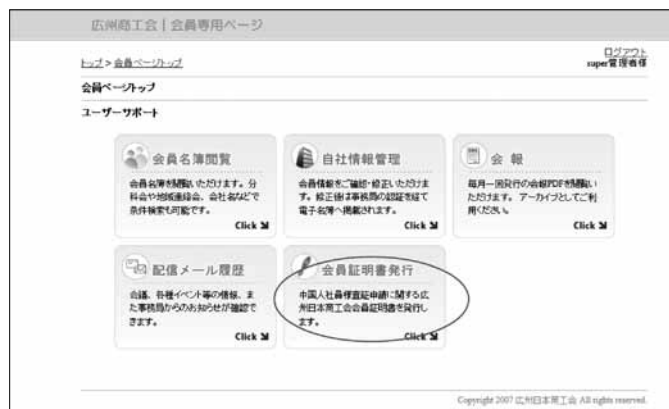 広州商工会 | 会員専用ページ
ログアウト
super管理者様
トップ > 会員ページトップ
会員ページトップ
ユーザーサポート
会員名簿閲覧
会員名簿を閲覧いただけます。分
科会や地域連絡会、会社名などで
条件検索も可能です。
Click
自社情報管理
会員情報をご確認・修正いただけま
す。修正後は事務局の認証を経て
電子名簿へ掲載されます。
Click
会 報
毎月一回発行の会報PDFを閲覧い
ただけます。アーカイブとしてご利
用ください。
Click
配信メール履歴
会議、各種イベント等の情報、ま
た事務局からのお知らせが確認で
きます。
Click
会員証明書発行
中国人社員様査証申請に関する広
州日本商工会会員証明書を発行し
ます。
Click
Copyright 2007 広州日本商工会 All rights reserved.